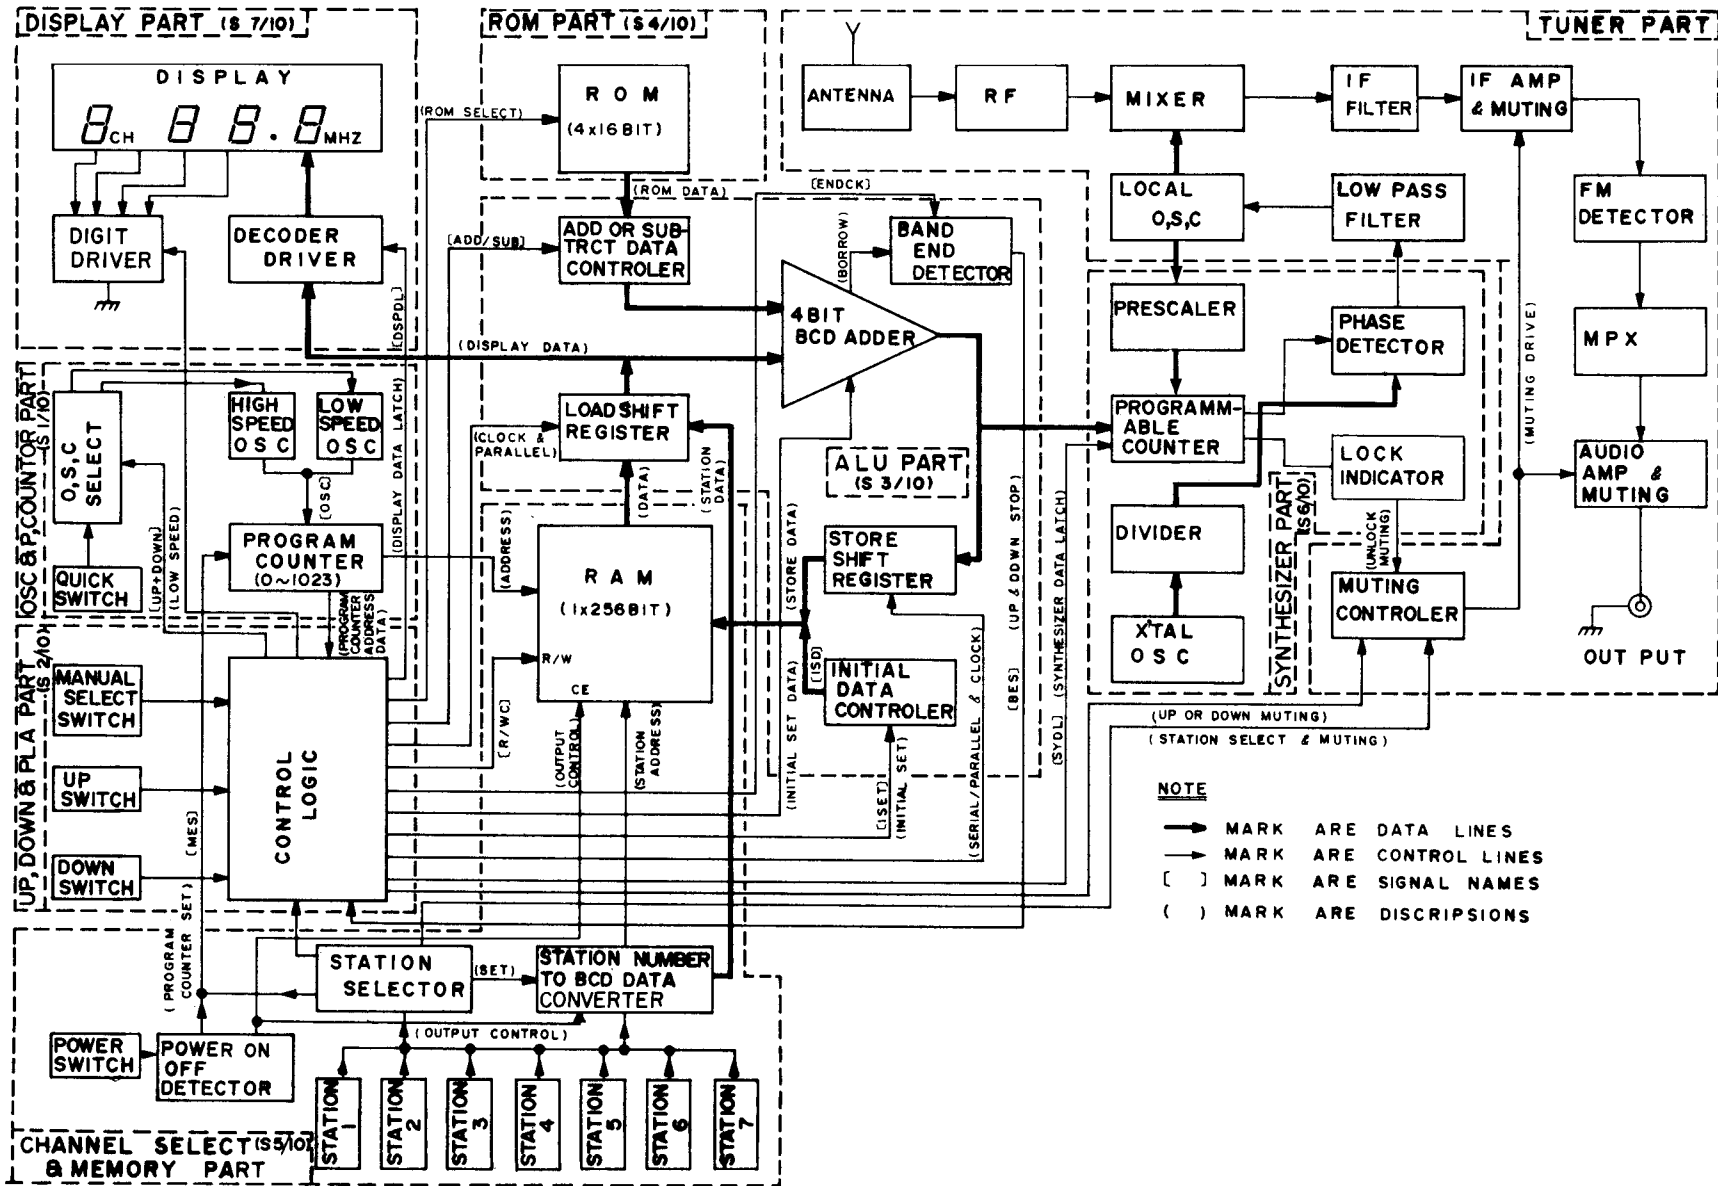 DISPLAY PART (S 7/10)
DISPLAY
8CH 8 8.8MHZ
DIGIT
DRIVER
DECODER
DRIVER
[DSPDL]
(DISPLAY DATA LATCH)
ROM PART (S 4/10)
ROM
(4x16BIT)
(ROM SELECT)
(ROM DATA)
[ADD/SUB]
ADD OR SUB-
TRCT DATA
CONTROLER
(DISPLAY DATA)
[ENDCK]
(BORROW)
BAND
END
DETECTOR
4BIT
BCD ADDER
LOADSHIFT
REGISTER
(CLOCK &
PARALLEL)
(DATA)
(STATION
DATA)
ALU PART
(S 3/10)
STORE
SHIFT
REGISTER
(STORE DATA)
[ISD]
(INITIAL SET DATA)
INITIAL
DATA
CONTROLER
[ISET]
(INITIAL SET)
(SERIAL/PARALLEL & CLOCK)
[BES] (UP & DDWN STOP)
[SYDL] (SYNTHESIZER DATA LATCH)
TUNER PART
ANTENNA
RF
MIXER
IF
FILTER
IF AMP
& MUTING
LOCAL
O,S,C
LOW PASS
FILTER
FM
DETECTOR
PRESCALER
PHASE
DETECTOR
MPX
(MUTING DRIVE)
PROGRAMM-
ABLE
COUNTER
LOCK
INDICATOR
AUDIO
AMP &
MUTING
DIVIDER
SYNTHESIZER PART
(S6/10)
(UNLOCK
MUTING)
MUTING
CONTROLER
X'TAL
OSC
OUT PUT
(UP OR DOWN MUTING)
(STATION SELECT & MUTING)
OSC & P,COUNTOR PART
(S 1/10)
O,S,C
SELECT
HIGH
SPEED
OSC
LOW
SPEED
OSC
[OSC]
QUICK
SWITCH
PROGRAM
COUNTER
(0~1023)
[UP+DOWN]
(LOW SPEED)
(PROGRAM
COUNTER
ADDRESS
DATA)
(ADDRESS)
RAM
(1x256BIT)
R/W
CE
[R/WC]
(OUTPUT
CONTROL)
(STATION
ADDRESS)
UP,DOWN & PLA PART
(S 2/10)
MANUAL
SELECT
SWITCH
UP
SWITCH
DOWN
SWITCH
CONTROL
LOGIC
[MES]
(PROGRAM
COUNTER SET)
STATION
SELECTOR
(SET)
STATION NUMBER
TO BCD DATA
CONVERTER
(OUTPUT CONTROL)
POWER
SWITCH
POWER ON
OFF
DETECTOR
STATION
1
STATION
2
STATION
3
STATION
4
STATION
5
STATION
6
STATION
7
CHANNEL SELECT (S5/10)
& MEMORY PART
NOTE
MARK ARE DATA LINES
MARK ARE CONTROL LINES
[ ] MARK ARE SIGNAL NAMES
( ) MARK ARE DISCRIPSIONS